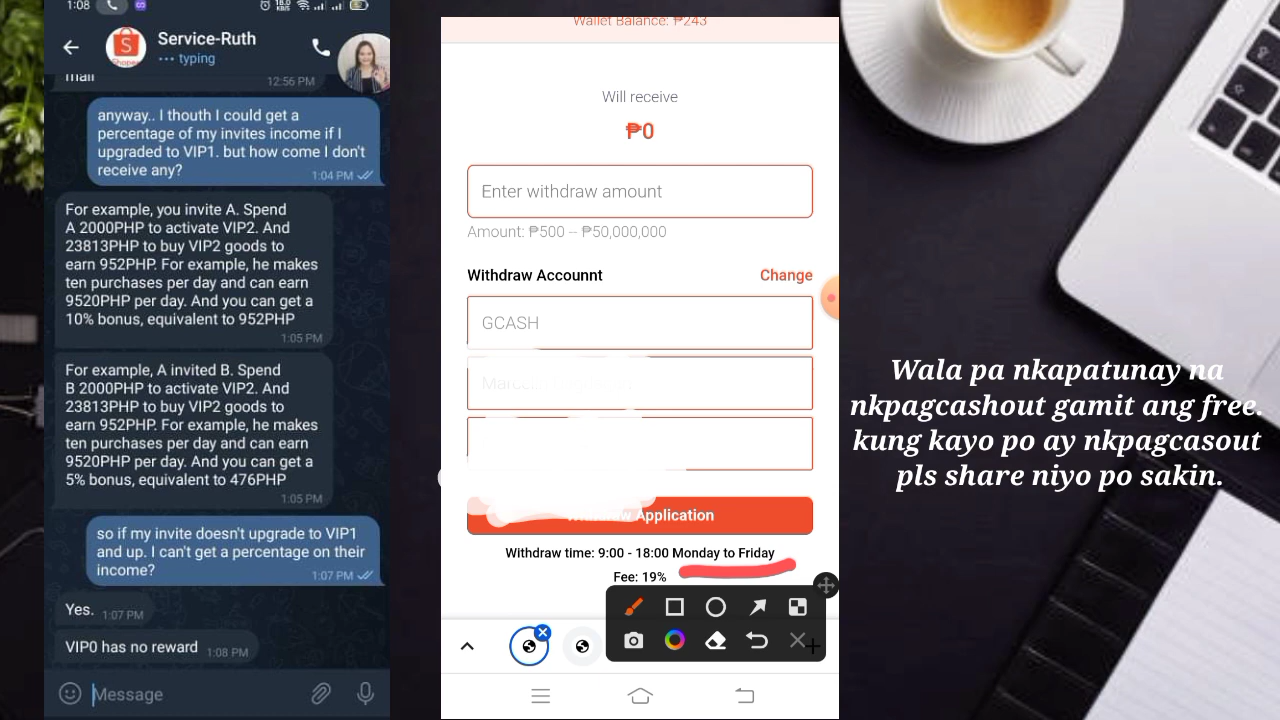 1:08
18.0 KB/S
Service-Ruth
typing
mall
12:56 PM
anyway.. I thouth I could get a
percentage of my invites income if I
upgraded to VIP1. but how come I don't
receive any?
1:04 PM
For example, you invite A. Spend
A 2000PHP to activate VIP2. And
23813PHP to buy VIP2 goods to
earn 952PHP. For example, he makes
ten purchases per day and can earn
9520PHP per day. And you can get a
10% bonus, equivalent to 952PHP
1:05 PM
For example, A invited B. Spend
B 2000PHP to activate VIP2. And
23813PHP to buy VIP2 goods to
earn 952PHP. For example, he makes
ten purchases per day and can earn
9520PHP per day. And you can get a
5% bonus, equivalent to 476PHP
1:05 PM
so if my invite doesn't upgrade to VIP1
and up. I can't get a percentage on their
income?
1:07 PM
Yes. 1:07 PM
VIP0 has no reward 1:08 PM
Message
Wallet Balance: ₱243
Will receive
₱0
Enter withdraw amount
Amount: ₱500 -- ₱50,000,000
Withdraw Accounnt Change
GCASH
Application
Withdraw time: 9:00 - 18:00 Monday to Friday
Fee: 19%
Wala pa nkapatunay na
nkpagcashout gamit ang free.
kung kayo po ay nkpagcasout
pls share niyo po sakin.